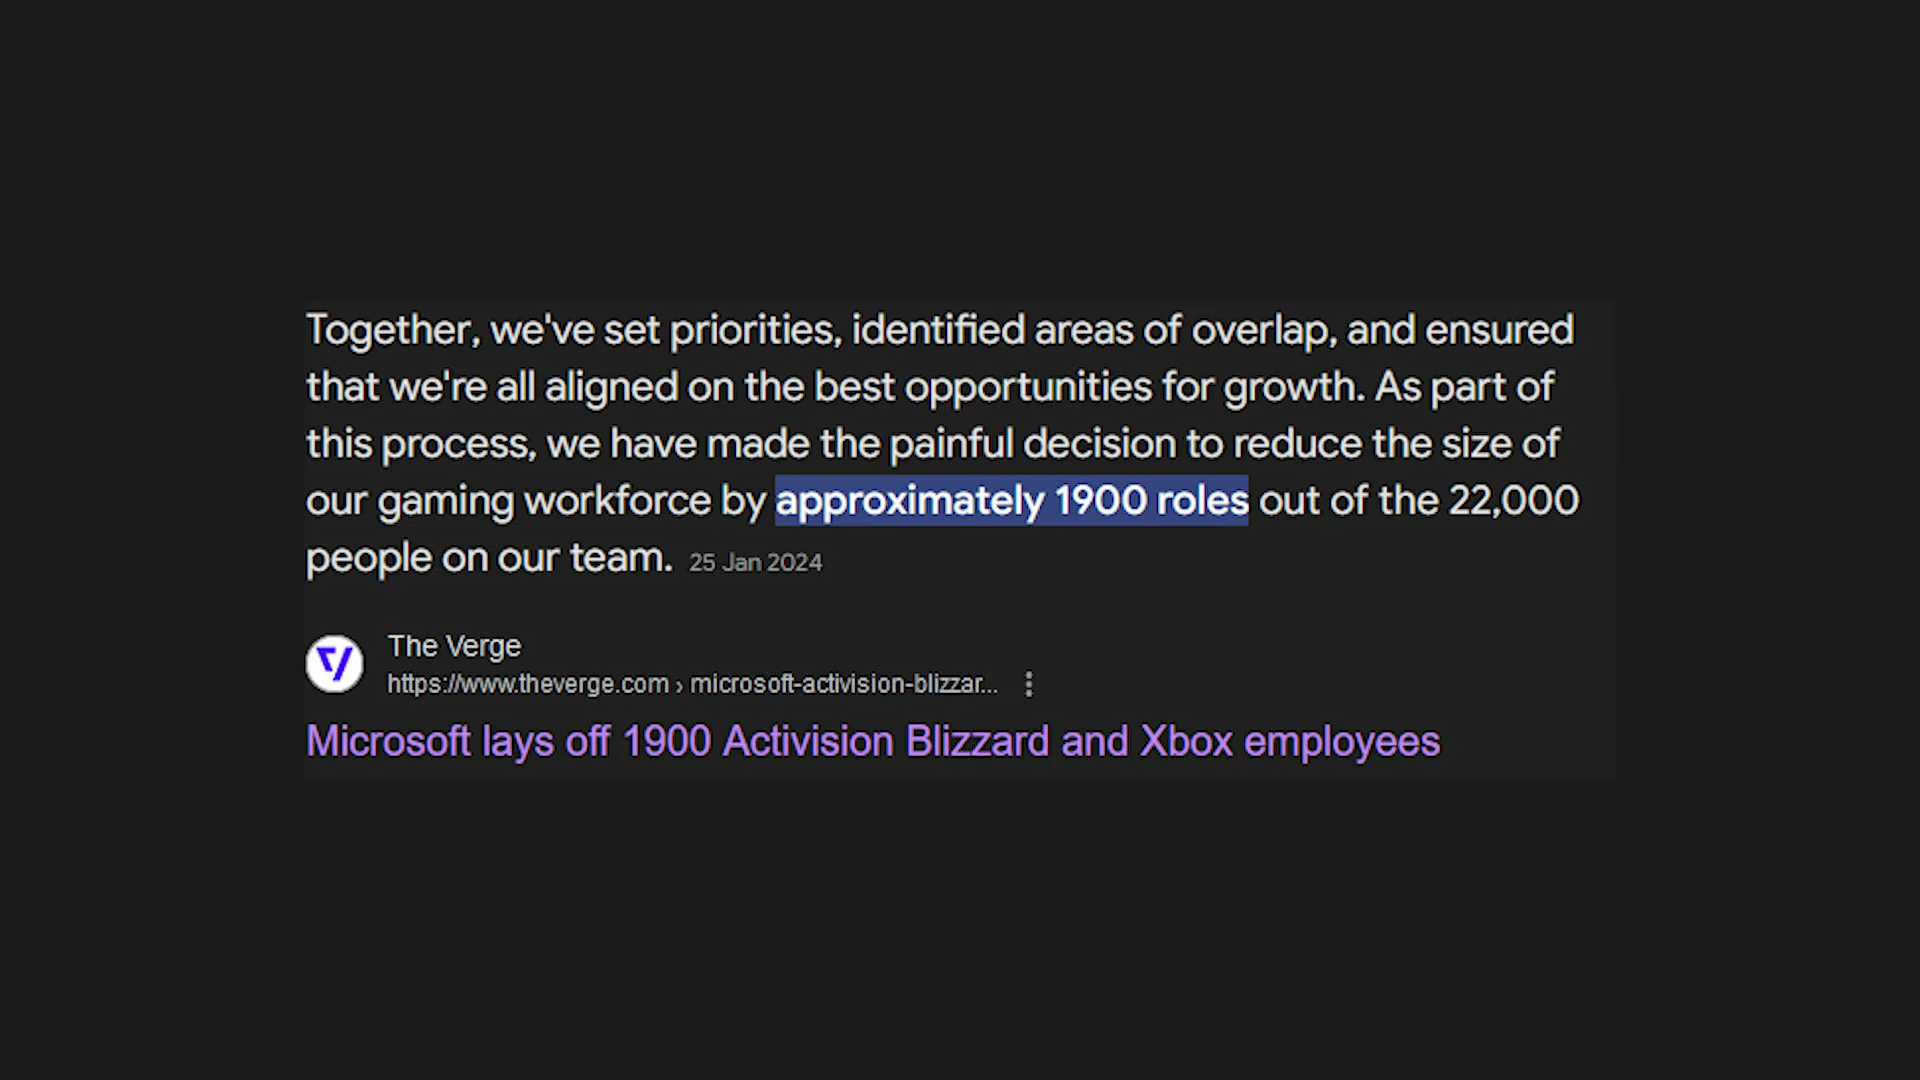 Together, we've set priorities, identified areas of overlap, and ensured
that we're all aligned on the best opportunities for growth. As part of
this process, we have made the painful decision to reduce the size of
our gaming workforce by approximately 1900 roles out of the 22,000
people on our team. 25 Jan 2024
The Verge
https://www.theverge.com › microsoft-activision-blizzar...
Microsoft lays off 1900 Activision Blizzard and Xbox employees